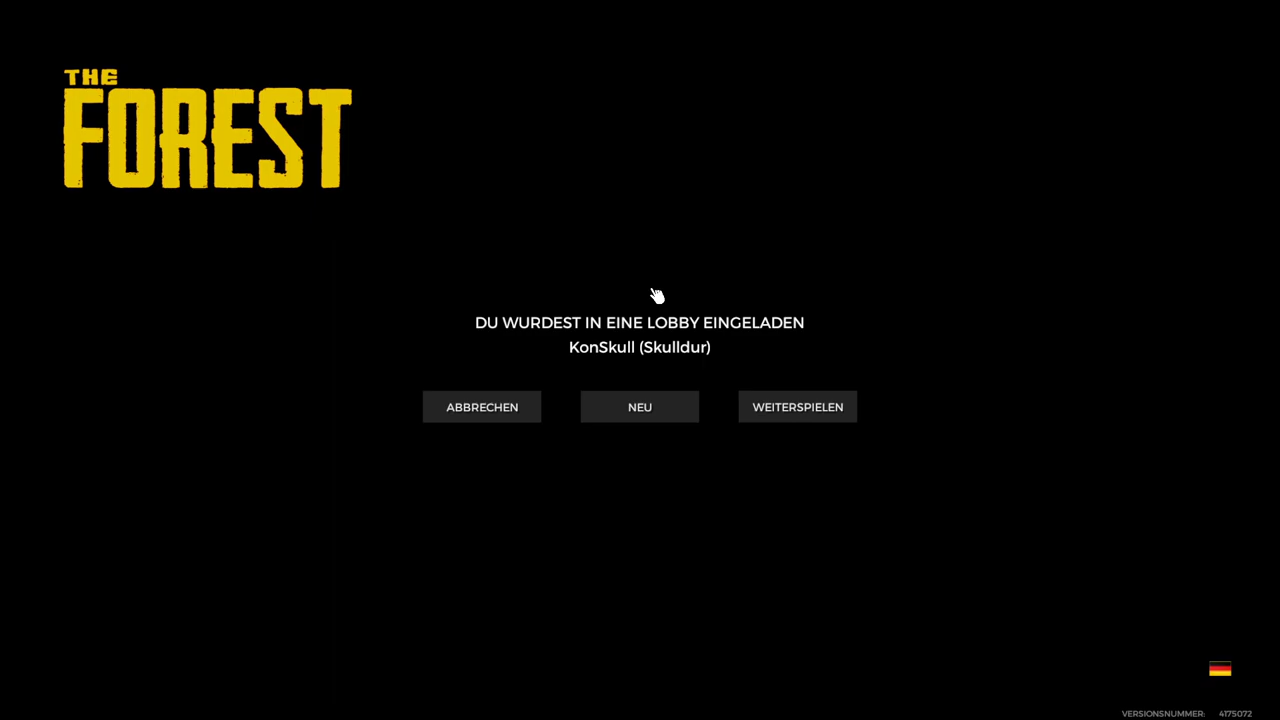 THE
FOREST
DU WURDEST IN EINE LOBBY EINGELADEN
KonSkull (Skulldur)
ABBRECHEN
NEU
WEITERSPIELEN
VERSIONSNUMMER: 4175072